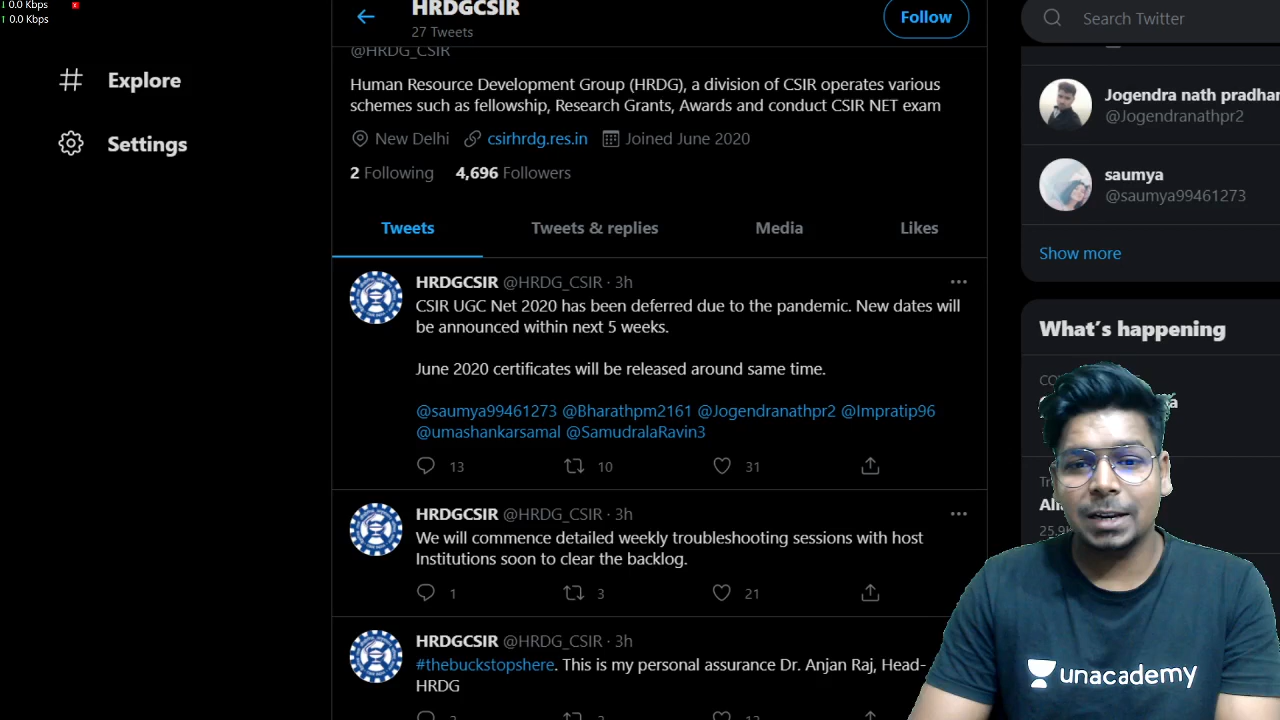 ↓ 0.0 Kbps
↑ 0.0 Kbps
Explore
Settings
HRDGCSIR
27 Tweets
Follow
@HRDG_CSIR
Human Resource Development Group (HRDG), a division of CSIR operates various
schemes such as fellowship, Research Grants, Awards and conduct CSIR NET exam
New Delhi csirhrdg.res.in Joined June 2020
2 Following 4,696 Followers
Tweets Tweets & replies Media Likes
HRDGCSIR @HRDG_CSIR · 3h
CSIR UGC Net 2020 has been deferred due to the pandemic. New dates will
be announced within next 5 weeks.
June 2020 certificates will be released around same time.
@saumya99461273 @Bharathpm2161 @Jogendranathpr2 @Impratip96
@umashankarsamal @SamudralaRavin3
13 10 31
HRDGCSIR @HRDG_CSIR · 3h
We will commence detailed weekly troubleshooting sessions with host
Institutions soon to clear the backlog.
1 3 21
HRDGCSIR @HRDG_CSIR · 3h
#thebuckstopshere. This is my personal assurance Dr. Anjan Raj, Head-
HRDG
Search Twitter
Jogendra nath pradhan
@Jogendranathpr2
saumya
@saumya99461273
Show more
What's happening
unacademy